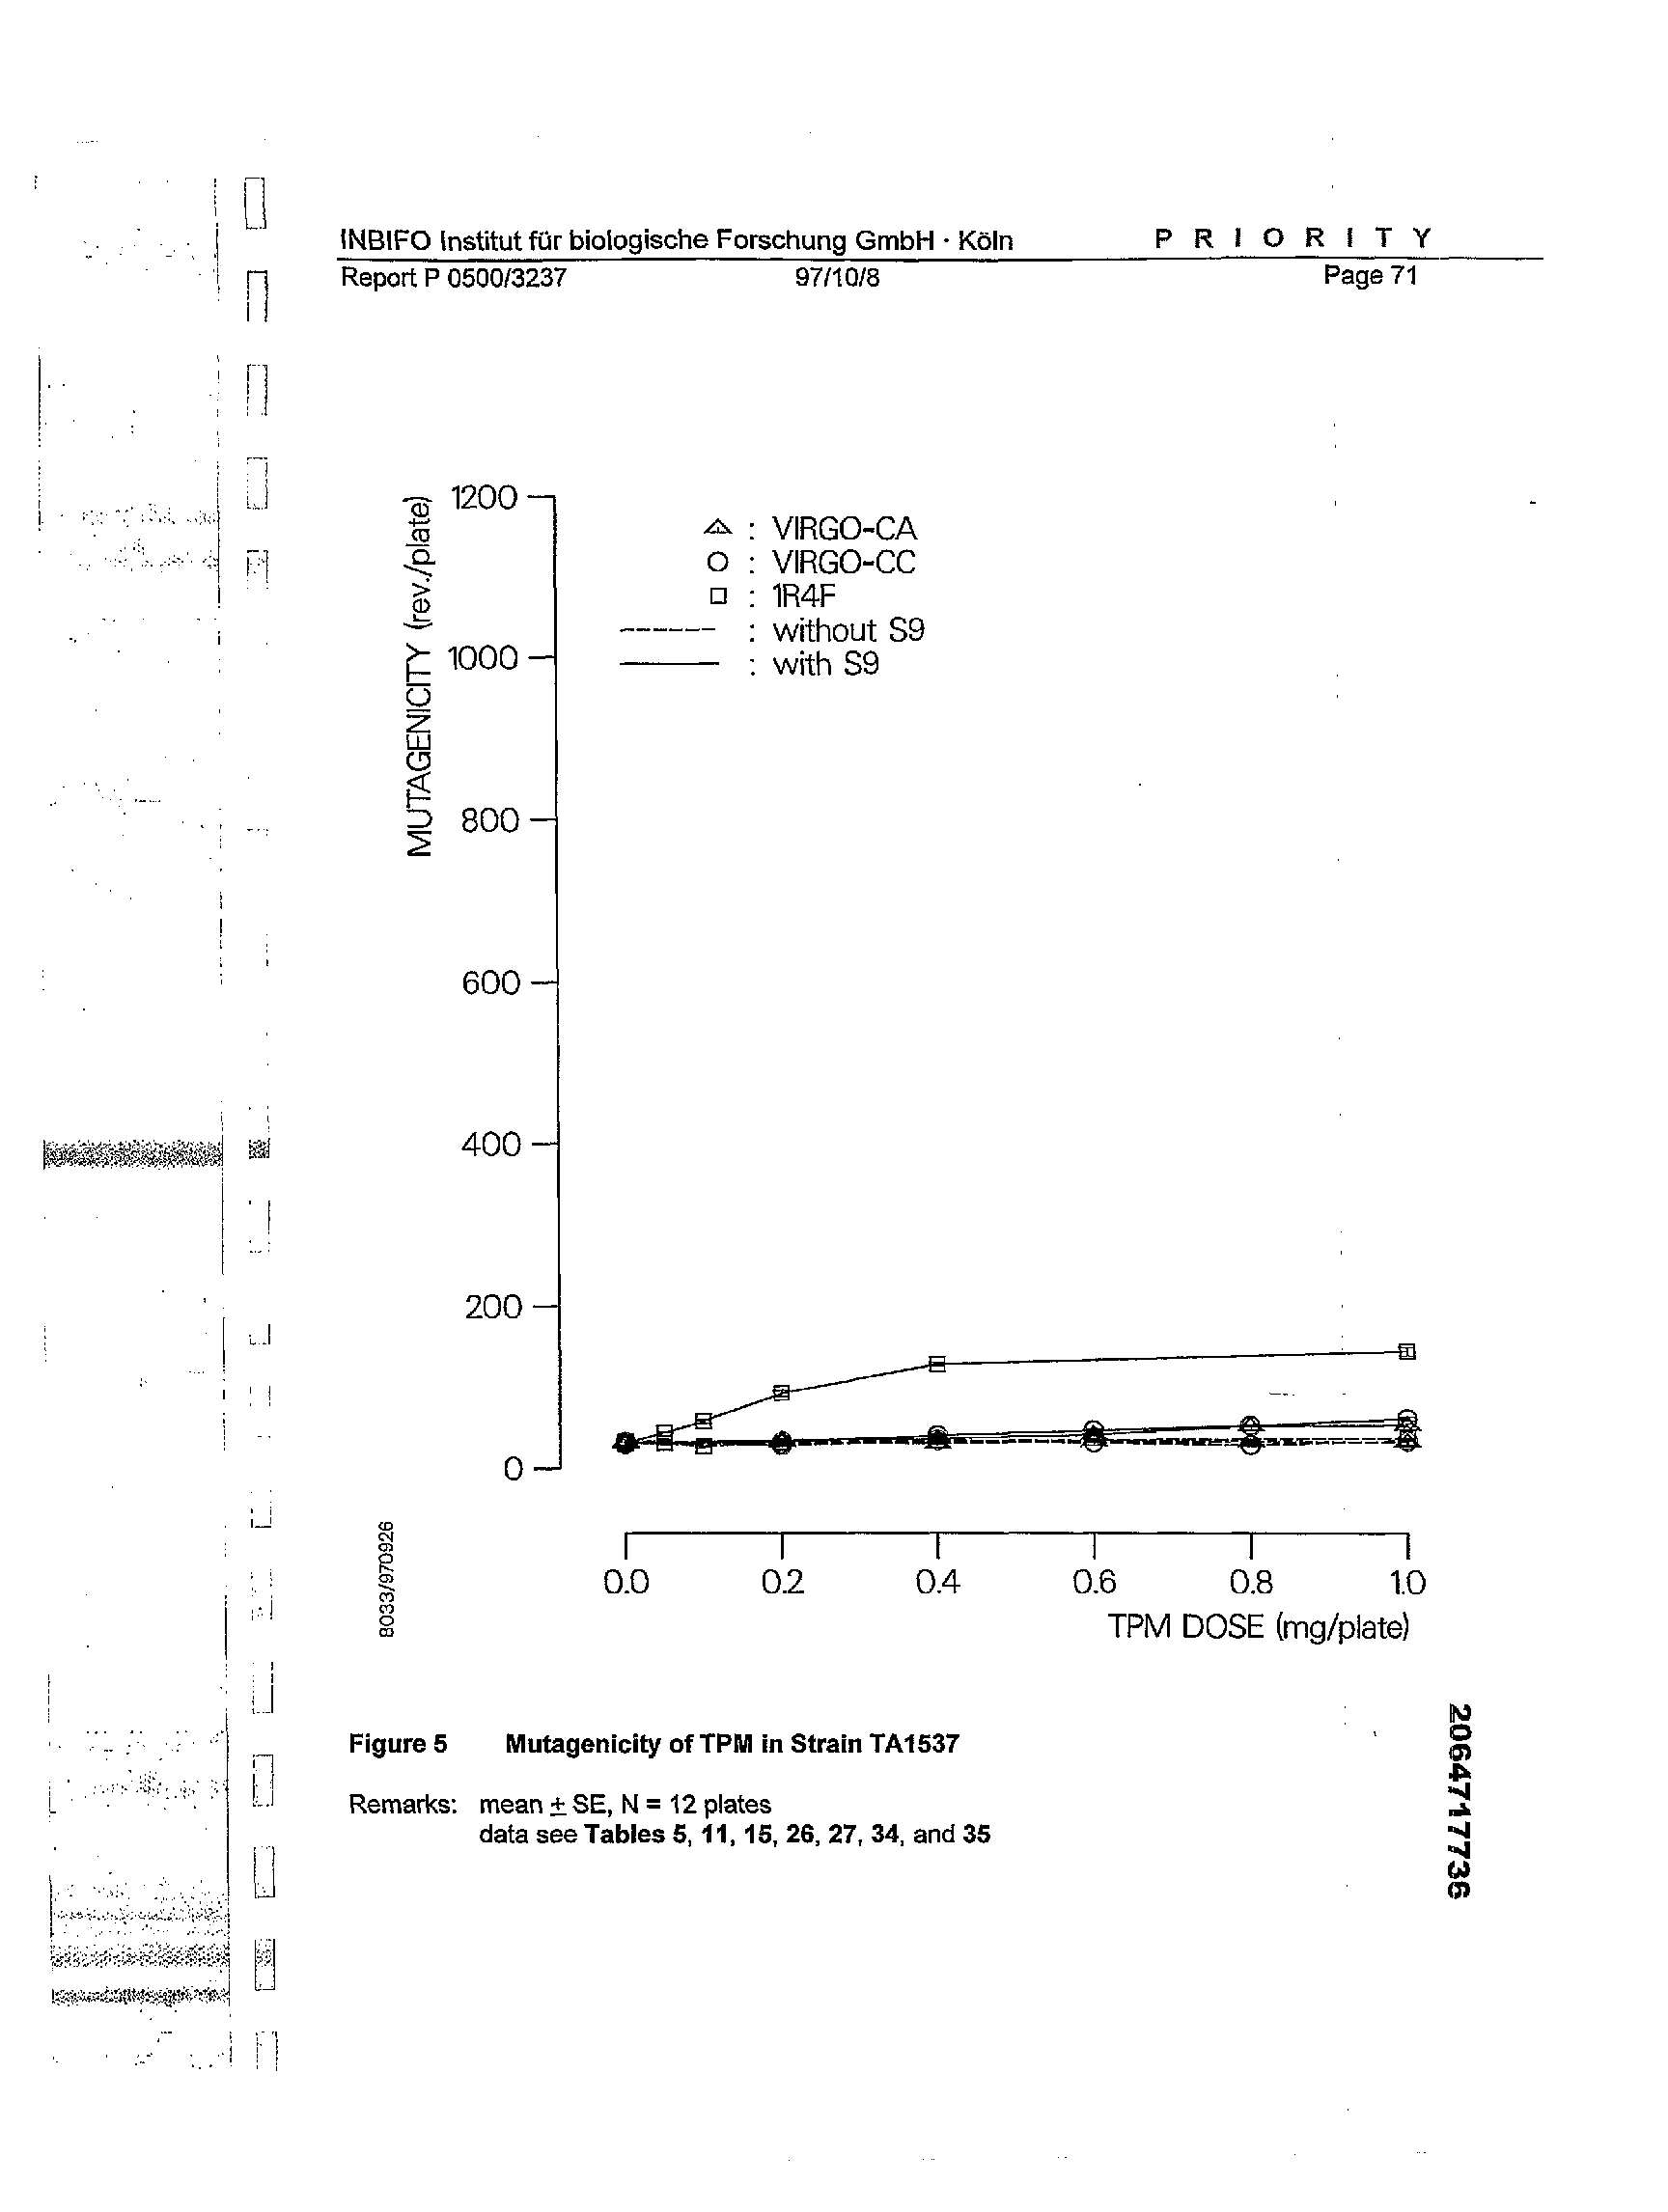 INBIFO Institut für biologische Forschung GmbH · Köln P R I O R I T Y
Report P 0500/3237 97/10/8 Page 71
MUTAGENICITY (rev./plate)
1200
1000
800
600
400
200
0
: VIRGO-CA
: VIRGO-CC
: 1R4F
: without S9
: with S9
0.0 0.2 0.4 0.6 0.8 1.0
TPM DOSE (mg/plate)
8033/970926
Figure 5 Mutagenicity of TPM in Strain TA1537
Remarks: mean ± SE, N = 12 plates
data see Tables 5, 11, 15, 26, 27, 34, and 35
2064717736